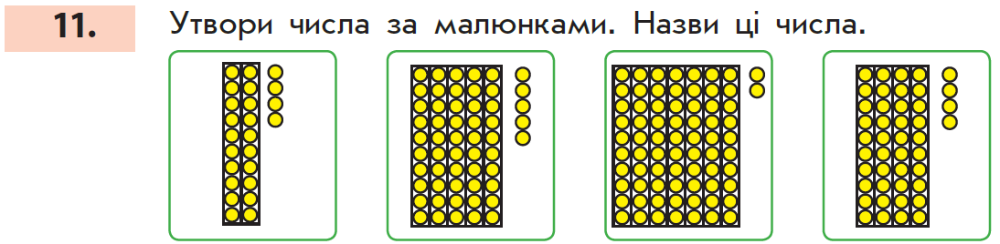 11. Утвори числа за малюнками. Назви ці числа.